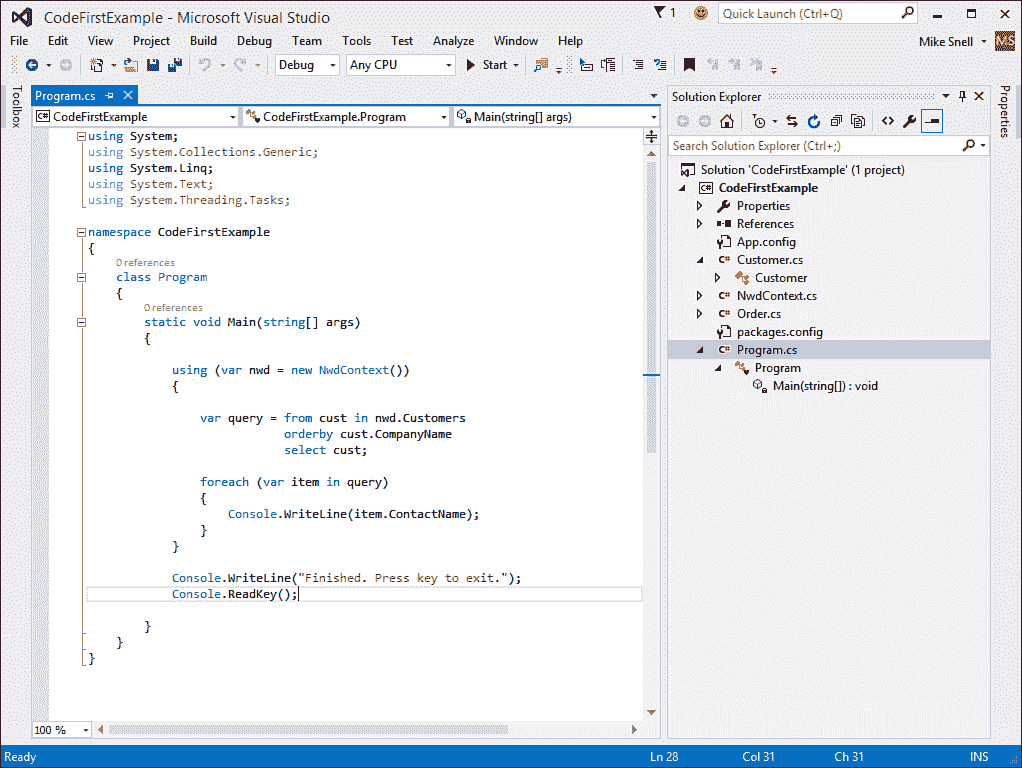 CodeFirstExample - Microsoft Visual Studio
1
Quick Launch (Ctrl+Q)
File Edit View Project Build Debug Team Tools Test Analyze Window Help
Mike Snell
MS
Debug Any CPU Start
Toolbox
Program.cs
CodeFirstExample CodeFirstExample.Program Main(string[] args)
using System;
using System.Collections.Generic;
using System.Linq;
using System.Text;
using System.Threading.Tasks;
namespace CodeFirstExample
{
0 references
class Program
{
0 references
static void Main(string[] args)
{
using (var nwd = new NwdContext())
{
var query = from cust in nwd.Customers
orderby cust.CompanyName
select cust;
foreach (var item in query)
{
Console.WriteLine(item.ContactName);
}
}
Console.WriteLine("Finished. Press key to exit.");
Console.ReadKey();
}
}
}
100 %
Solution Explorer
Search Solution Explorer (Ctrl+;)
Solution 'CodeFirstExample' (1 project)
C# CodeFirstExample
Properties
References
App.config
C# Customer.cs
Customer
C# NwdContext.cs
C# Order.cs
packages.config
C# Program.cs
Program
Main(string[]) : void
Properties
Ready Ln 28 Col 31 Ch 31 INS